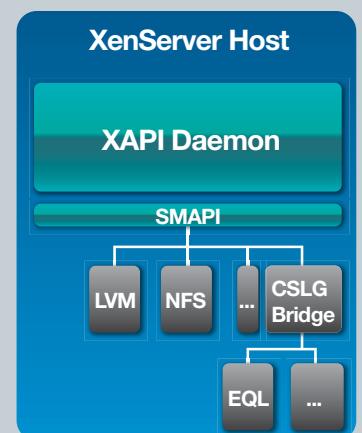 XenServer Host
XAPI Daemon
SMAPI
LVM NFS ... CSLG
Bridge
EQL ...